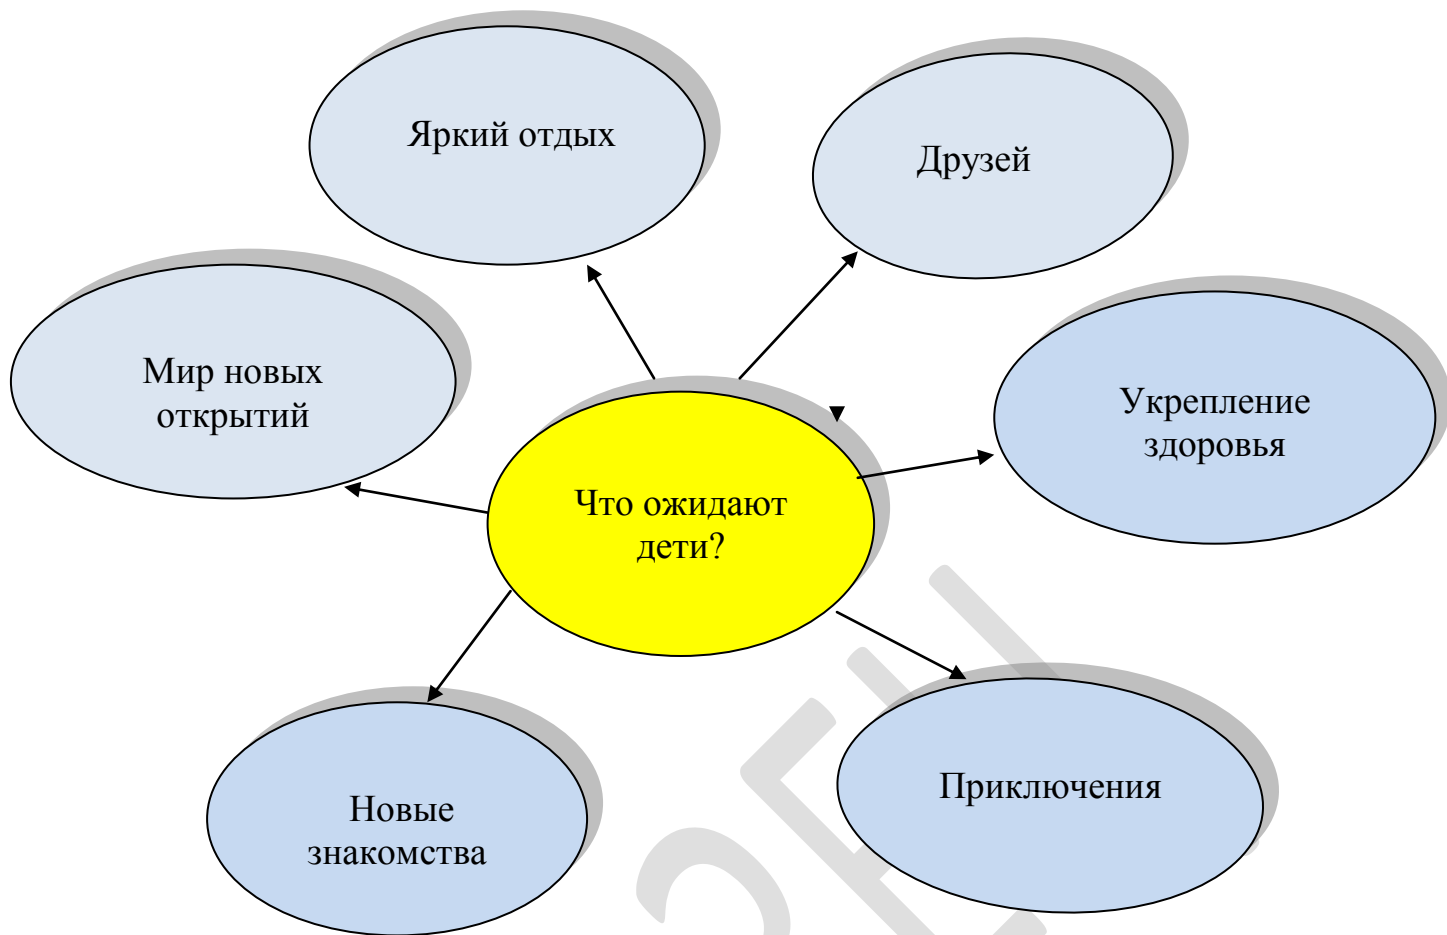 Яркий отдых
Друзей
Мир новых
открытий
Укрепление
здоровья
Что ожидают
дети?
Новые
знакомства
Приключения